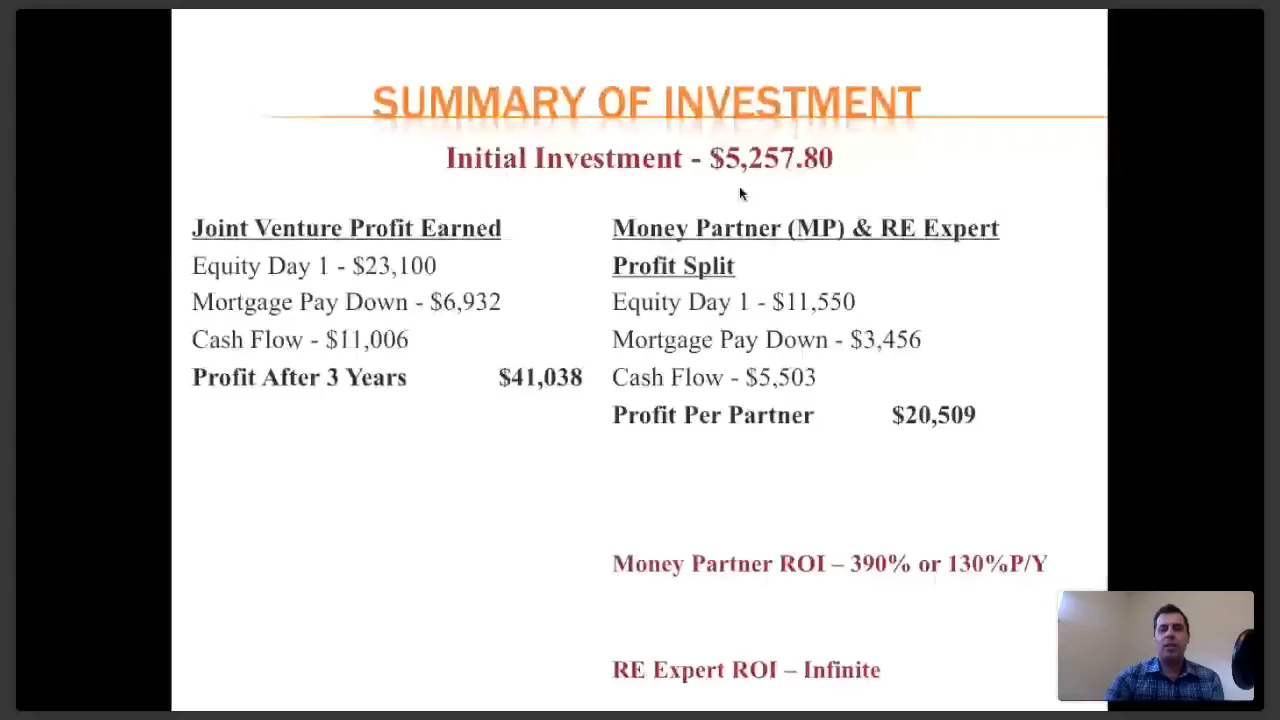 SUMMARY OF INVESTMENT
Initial Investment - $5,257.80
Joint Venture Profit Earned
Equity Day 1 - $23,100
Mortgage Pay Down - $6,932
Cash Flow - $11,006
Profit After 3 Years $41,038
Money Partner (MP) & RE Expert
Profit Split
Equity Day 1 - $11,550
Mortgage Pay Down - $3,456
Cash Flow - $5,503
Profit Per Partner $20,509
Money Partner ROI – 390% or 130%P/Y
RE Expert ROI – Infinite